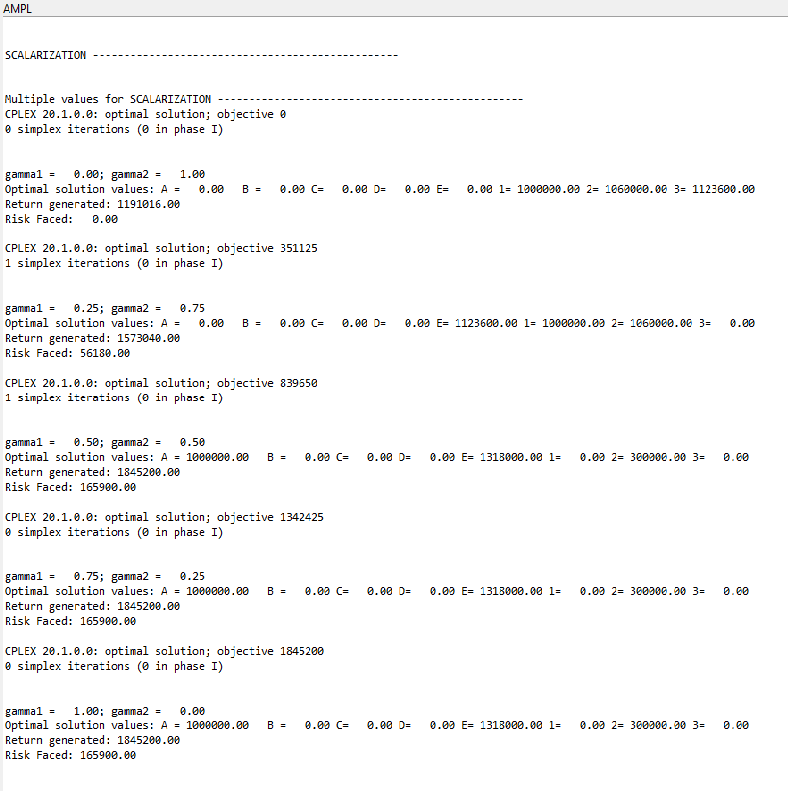 AMPL
SCALARIZATION -------------------------------------------------
Multiple values for SCALARIZATION -------------------------------------------------
CPLEX 20.1.0.0: optimal solution; objective 0
0 simplex iterations (0 in phase I)
gamma1 =   0.00; gamma2 =   1.00
Optimal solution values: A =   0.00   B =   0.00 C=   0.00 D=   0.00 E=   0.00 1= 1000000.00 2= 1060000.00 3= 1123600.00
Return generated: 1191016.00
Risk Faced:   0.00
CPLEX 20.1.0.0: optimal solution; objective 351125
1 simplex iterations (0 in phase I)
gamma1 =   0.25; gamma2 =   0.75
Optimal solution values: A =   0.00   B =   0.00 C=   0.00 D=   0.00 E= 1123600.00 1= 1000000.00 2= 1060000.00 3=   0.00
Return generated: 1573040.00
Risk Faced: 56180.00
CPLEX 20.1.0.0: optimal solution; objective 839650
1 simplex iterations (0 in phase I)
gamma1 =   0.50; gamma2 =   0.50
Optimal solution values: A = 1000000.00   B =   0.00 C=   0.00 D=   0.00 E= 1318000.00 1=   0.00 2= 300000.00 3=   0.00
Return generated: 1845200.00
Risk Faced: 165900.00
CPLEX 20.1.0.0: optimal solution; objective 1342425
0 simplex iterations (0 in phase I)
gamma1 =   0.75; gamma2 =   0.25
Optimal solution values: A = 1000000.00   B =   0.00 C=   0.00 D=   0.00 E= 1318000.00 1=   0.00 2= 300000.00 3=   0.00
Return generated: 1845200.00
Risk Faced: 165900.00
CPLEX 20.1.0.0: optimal solution; objective 1845200
0 simplex iterations (0 in phase I)
gamma1 =   1.00; gamma2 =   0.00
Optimal solution values: A = 1000000.00   B =   0.00 C=   0.00 D=   0.00 E= 1318000.00 1=   0.00 2= 300000.00 3=   0.00
Return generated: 1845200.00
Risk Faced: 165900.00